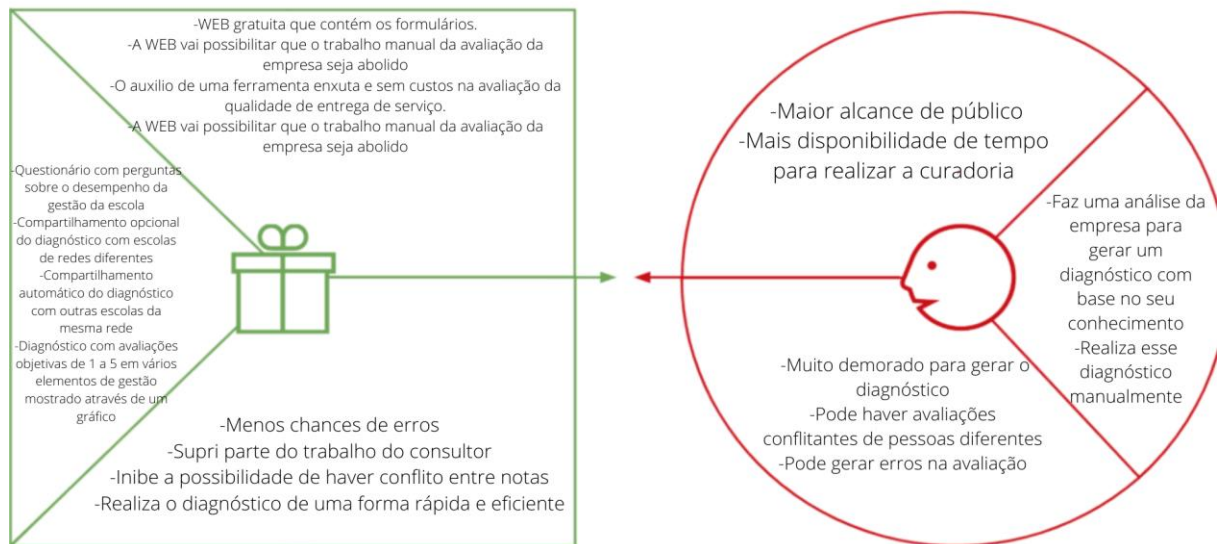 -WEB gratuita que contém os formulários.
-A WEB vai possibilitar que o trabalho manual da avaliação da
empresa seja abolido
-O auxilio de uma ferramenta enxuta e sem custos na avaliação da
qualidade de entrega de serviço.
-A WEB vai possibilitar que o trabalho manual da avaliação da
empresa seja abolido
-Questionário com perguntas
sobre o desempenho da
gestão da escola
-Compartilhamento opcional
do diagnóstico com escolas
de redes diferentes
-Compartilhamento
automático do diagnóstico
com outras escolas da
mesma rede
-Diagnóstico com avaliações
objetivas de 1 a 5 em vários
elementos de gestão
mostrado através de um
gráfico
-Menos chances de erros
-Supri parte do trabalho do consultor
-Inibe a possibilidade de haver conflito entre notas
-Realiza o diagnóstico de uma forma rápida e eficiente
-Maior alcance de público
-Mais disponibilidade de tempo
para realizar a curadoria
-Faz uma análise da
empresa para
gerar um
diagnóstico com
base no seu
conhecimento
-Realiza esse
diagnóstico
manualmente
-Muito demorado para gerar o
diagnóstico
-Pode haver avaliações
conflitantes de pessoas diferentes
-Pode gerar erros na avaliação